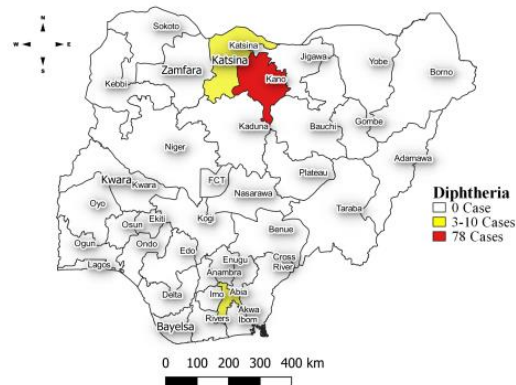 N
W E
S
Sokoto
Katsina
Katsina
Jigawa
Yobe
Borno
Zamfara
Kebbi
Kano
Kaduna
Bauchi
Gombe
Adamawa
Niger
Plateau
FCT
Kwara
Kwara
Nasarawa
Taraba
Oyo
Kogi
Osun
Ekiti
Benue
Ogun
Ondo
Edo
Lagos
Enugu
Anambra
Cross
River
Delta
Imo
Abia
Bayelsa
Rivers
Akwa
Ibom
Diphtheria
0 Case
3-10 Cases
78 Cases
0 100 200 300 400 km